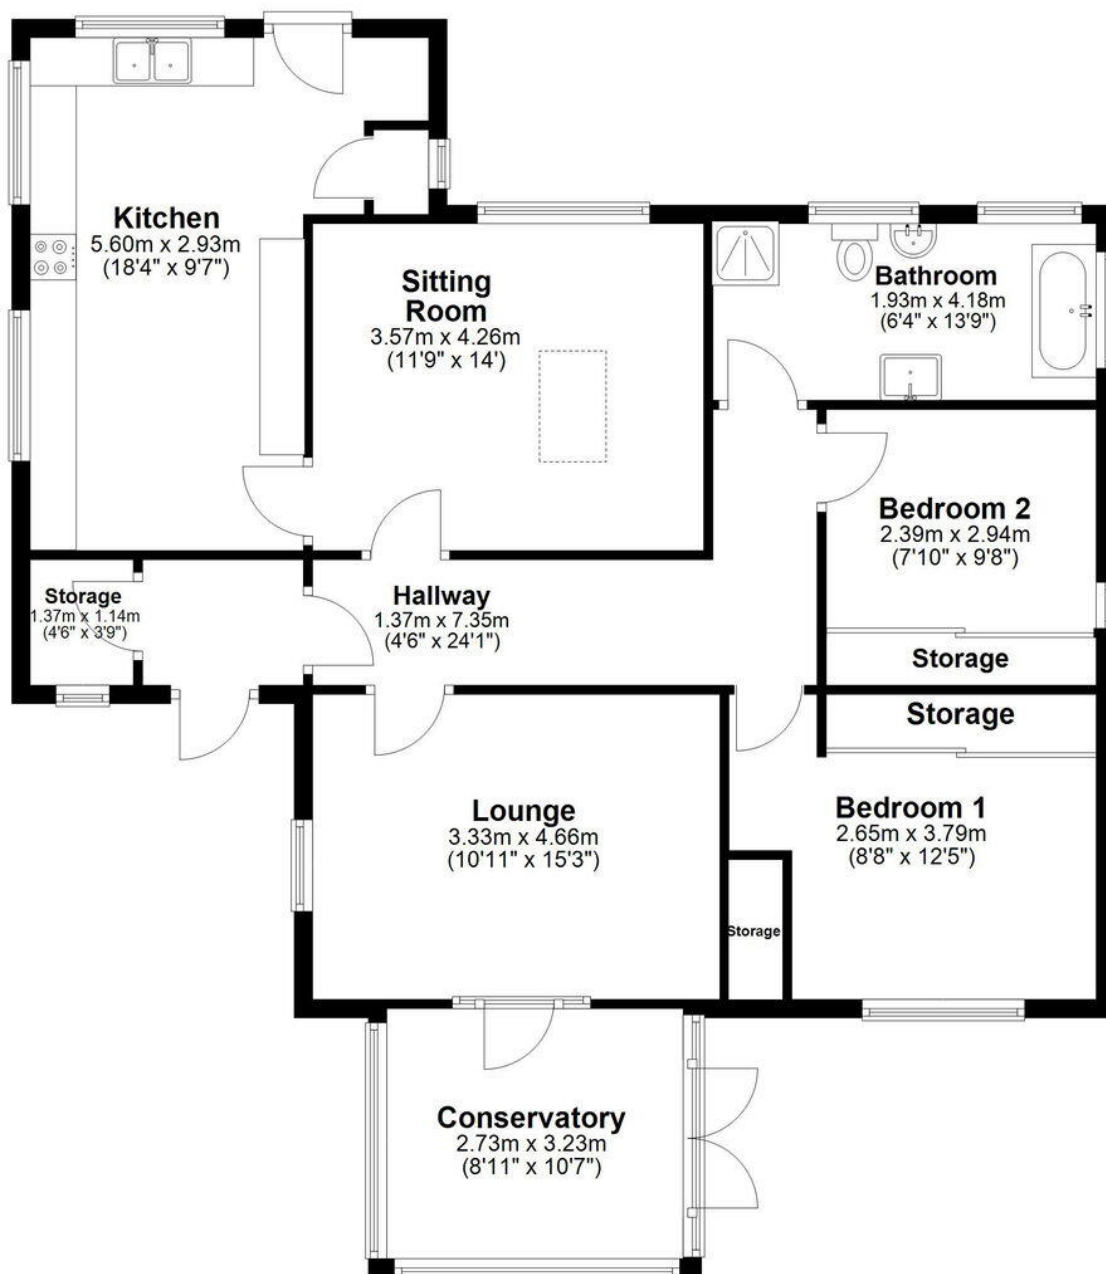 Kitchen
5.60m x 2.93m
(18'4" x 9'7")
Sitting
Room
3.57m x 4.26m
(11'9" x 14')
Bathroom
1.93m x 4.18m
(6'4" x 13'9")
Bedroom 2
2.39m x 2.94m
(7'10" x 9'8")
Storage
Storage
1.37m x 1.14m
(4'6" x 3'9")
Hallway
1.37m x 7.35m
(4'6" x 24'1")
Storage
Lounge
3.33m x 4.66m
(10'11" x 15'3")
Bedroom 1
2.65m x 3.79m
(8'8" x 12'5")
Storage
Conservatory
2.73m x 3.23m
(8'11" x 10'7")